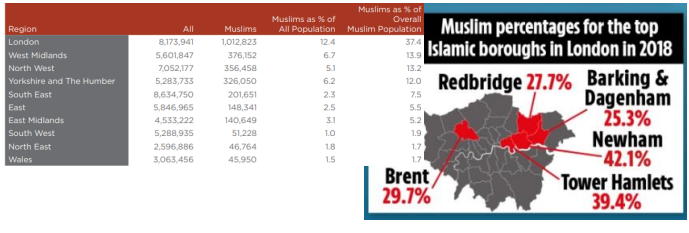 Region All Muslims Muslims as % of All Population Muslims as % of Overall Muslim Population
London 8,173,941 1,012,823 12.4 37.4
West Midlands 5,601,847 376,152 6.7 13.9
North West 7,052,177 356,458 5.1 13.2
Yorkshire and The Humber 5,283,733 326,050 6.2 12.0
South East 8,634,750 201,651 2.3 7.5
East 5,846,965 148,341 2.5 5.5
East Midlands 4,533,222 140,649 3.1 5.2
South West 5,288,935 51,228 1.0 1.9
North East 2,596,886 46,764 1.8 1.7
Wales 3,063,456 45,950 1.5 1.7
Muslim percentages for the top
Islamic boroughs in London in 2018
Redbridge 27.7%
Barking &
Dagenham
25.3%
Newham
42.1%
Tower Hamlets
39.4%
Brent
29.7%